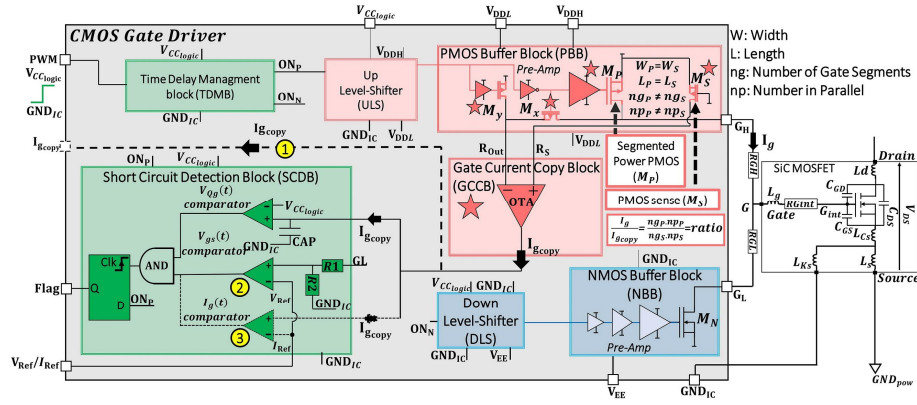 CMOS Gate Driver
V_CClogic
V_DDL
V_DDH
W: Width
L: Length
ng: Number of Gate Segments
np: Number in Parallel
PWM
V_CClogic
GND_IC
V_CClogic
Time Delay Managment
block (TDMB)
GND_IC
ON_P
ON_N
V_DDH
Up
Level-Shifter
(ULS)
GND_IC
V_DDL
PMOS Buffer Block (PBB)
Pre-Amp
M_y
M_x
M_P
W_P=W_S
L_P=L_S
ng_P ≠ ng_S
np_P ≠ np_S
M_S
V_DDL
G_H
I_g
Ig_copy
Ig_copy
1
R_Out
R_S
Gate Current Copy Block
(GCCB)
OTA
Ig_copy
Segmented
Power PMOS
(M_P)
PMOS sense (M_S)
I_g/I_gcopy = ng_P.np_P/ng_S.np_S = ratio
ON_P
V_CClogic
Short Circuit Detection Block (SCDB)
V_Qg(t)
comparator
V_CClogic
GND_IC
CAP
Ig_copy
V_gs(t)
comparator
2
V_Ref
R1
GL
R2
GND_IC
I_g(t)
comparator
3
I_Ref
Ig_copy
AND
Clk
Q
D
ON_P
Flag
GND_IC
V_Ref/I_Ref
V_CClogic
GND_IC
ON_N
Down
Level-Shifter
(DLS)
GND_IC
V_EE
GND_IC
NMOS Buffer Block
(NBB)
Pre-Amp
M_N
G_L
V_EE
GND_IC
RGH
RGL
G
SiC MOSFET
Drain
Ld
L_g
RGint
Gate
G_int
C_GD
C_GS
C_DS
V_DS
L_Cs
L_Ks
L_s
Source
GND_pow